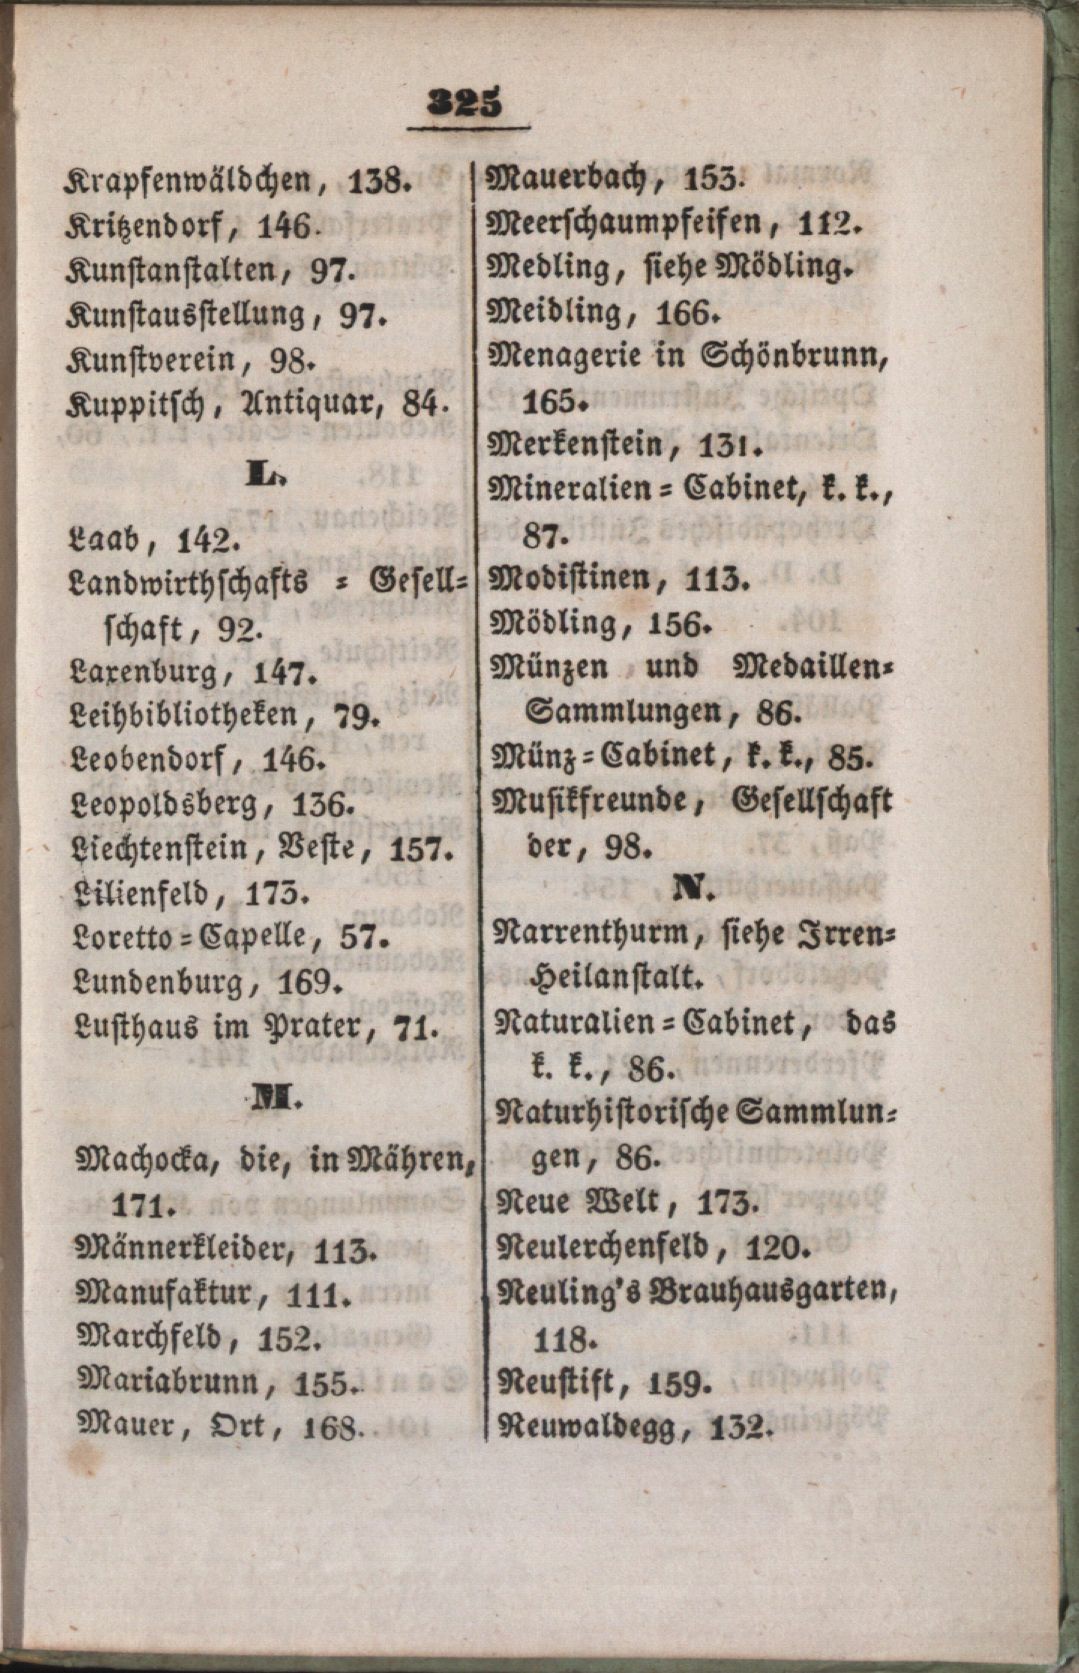 325
Krapfenwäldchen, 138.
Kritzendorf, 146.
Kunstanstalten, 97.
Kunstausstellung, 97.
Kunstverein, 98.
Kuppitsch, Antiquar, 84.
L.
Laab, 142.
Landwirthschafts = Gesell=
schaft, 92.
Laxenburg, 147.
Leihbibliotheken, 79.
Leobendorf, 146.
Leopoldsberg, 136.
Liechtenstein, Veste, 157.
Lilienfeld, 173.
Loretto=Capelle, 57.
Lundenburg, 169.
Lusthaus im Prater, 71.
M.
Machocka, die, in Mähren,
171.
Männerkleider, 113.
Manufaktur, 111.
Marchfeld, 152.
Mariabrunn, 155.
Mauer, Ort, 168.
Mauerbach, 153.
Meerschaumpfeifen, 112.
Medling, siehe Mödling.
Meidling, 166.
Menagerie in Schönbrunn,
165.
Merkenstein, 131.
Mineralien=Cabinet, k. k.,
87.
Modistinen, 113.
Mödling, 156.
Münzen und Medaillen=
Sammlungen, 86.
Münz=Cabinet, k. k., 85.
Musikfreunde, Gesellschaft
der, 98.
N.
Narrenthurm, siehe Irren=
Heilanstalt.
Naturalien=Cabinet, das
k. k., 86.
Naturhistorische Sammlun=
gen, 86.
Neue Welt, 173.
Neulerchenfeld, 120.
Neuling's Brauhausgarten,
118.
Neustift, 159.
Neuwaldegg, 132.